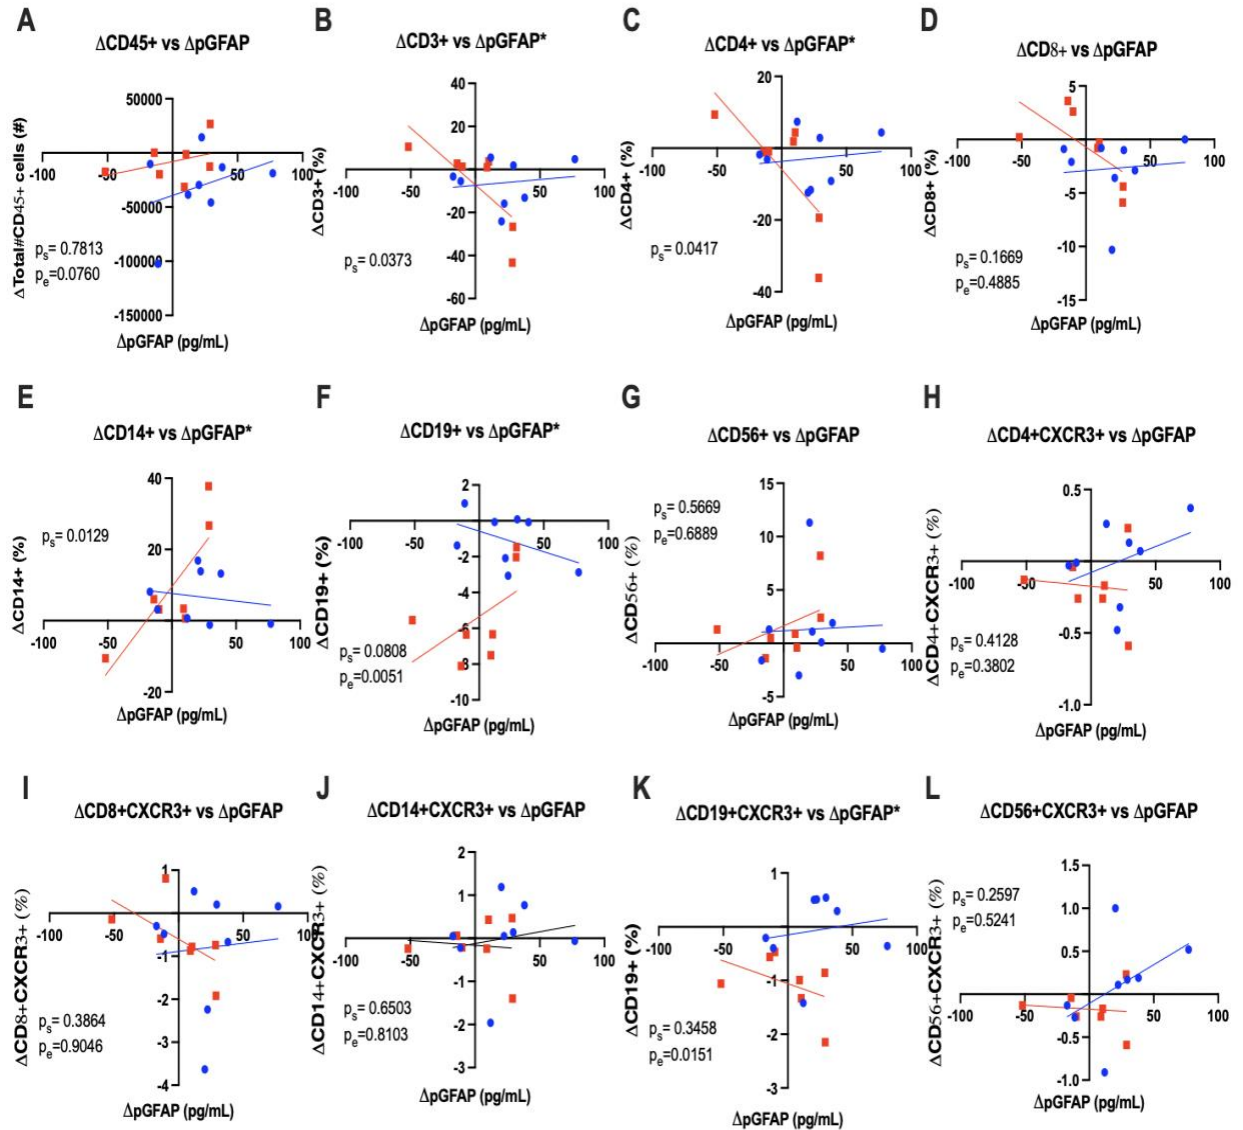 A
ΔCD45+ vs ΔpGFAP
ΔTotal#CD45+ cells (#)
50000
-50000
-100000
-150000
-100
-50
50
100
ps= 0.7813
pe=0.0760
ΔpGFAP (pg/mL)
B
ΔCD3+ vs ΔpGFAP*
ΔCD3+ (%)
40
20
-20
-40
-60
-100
50
100
ps= 0.0373
ΔpGFAP (pg/mL)
C
ΔCD4+ vs ΔpGFAP*
ΔCD4+ (%)
20
-20
-40
-100
-50
50
100
ps= 0.0417
ΔpGFAP (pg/mL)
D
ΔCD8+ vs ΔpGFAP
ΔCD8+ (%)
5
-5
-10
-15
-100
-50
50
100
ps= 0.1669
pe=0.4885
ΔpGFAP (pg/mL)
E
ΔCD14+ vs ΔpGFAP*
ΔCD14+ (%)
40
20
-20
-100
-50
50
100
ps= 0.0129
ΔpGFAP (pg/mL)
F
ΔCD19+ vs ΔpGFAP*
ΔCD19+ (%)
2
-2
-4
-6
-8
-10
-100
-50
50
100
ps= 0.0808
pe=0.0051
ΔpGFAP (pg/mL)
G
ΔCD56+ vs ΔpGFAP
ΔCD56+ (%)
15
10
5
-5
-100
-50
50
100
ps= 0.5669
pe=0.6889
ΔpGFAP (pg/mL)
H
ΔCD4+CXCR3+ vs ΔpGFAP
ΔCD4+CXCR3+ (%)
0.5
-0.5
-1.0
-100
-50
50
100
ps= 0.4128
pe=0.3802
ΔpGFAP (pg/mL)
I
ΔCD8+CXCR3+ vs ΔpGFAP
ΔCD8+CXCR3+ (%)
1
-1
-2
-3
-4
-100
-50
50
100
ps= 0.3864
pe=0.9046
ΔpGFAP (pg/mL)
J
ΔCD14+CXCR3+ vs ΔpGFAP
ΔCD14+CXCR3+ (%)
2
1
-1
-2
-3
-100
-50
50
100
ps= 0.6503
pe=0.8103
ΔpGFAP (pg/mL)
K
ΔCD19+CXCR3+ vs ΔpGFAP*
ΔCD19+ (%)
1
-1
-2
-3
-100
-50
50
100
ps= 0.3458
pe=0.0151
ΔpGFAP (pg/mL)
L
ΔCD56+CXCR3+ vs ΔpGFAP
ΔCD56+CXCR3+ (%)
1.5
1.0
0.5
-0.5
-1.0
-100
-50
50
100
ps= 0.2597
pe=0.5241
ΔpGFAP (pg/mL)